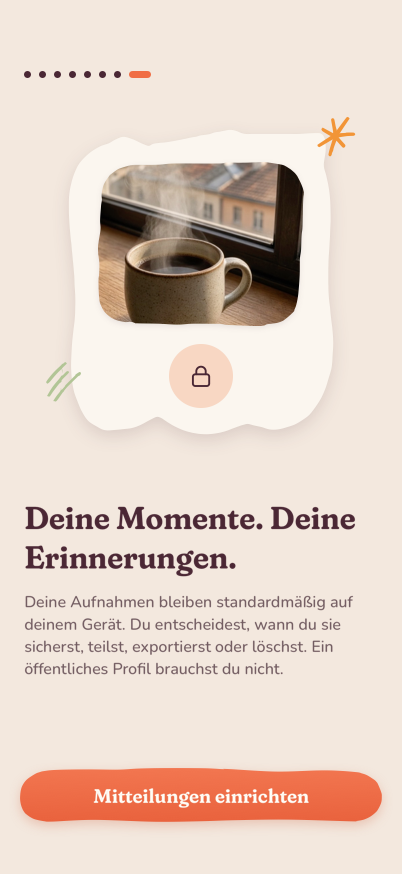 Deine Momente. Deine
Erinnerungen.
Deine Aufnahmen bleiben standardmäßig auf
deinem Gerät. Du entscheidest, wann du sie
sicherst, teilst, exportierst oder löschst. Ein
öffentliches Profil brauchst du nicht.
Mitteilungen einrichten